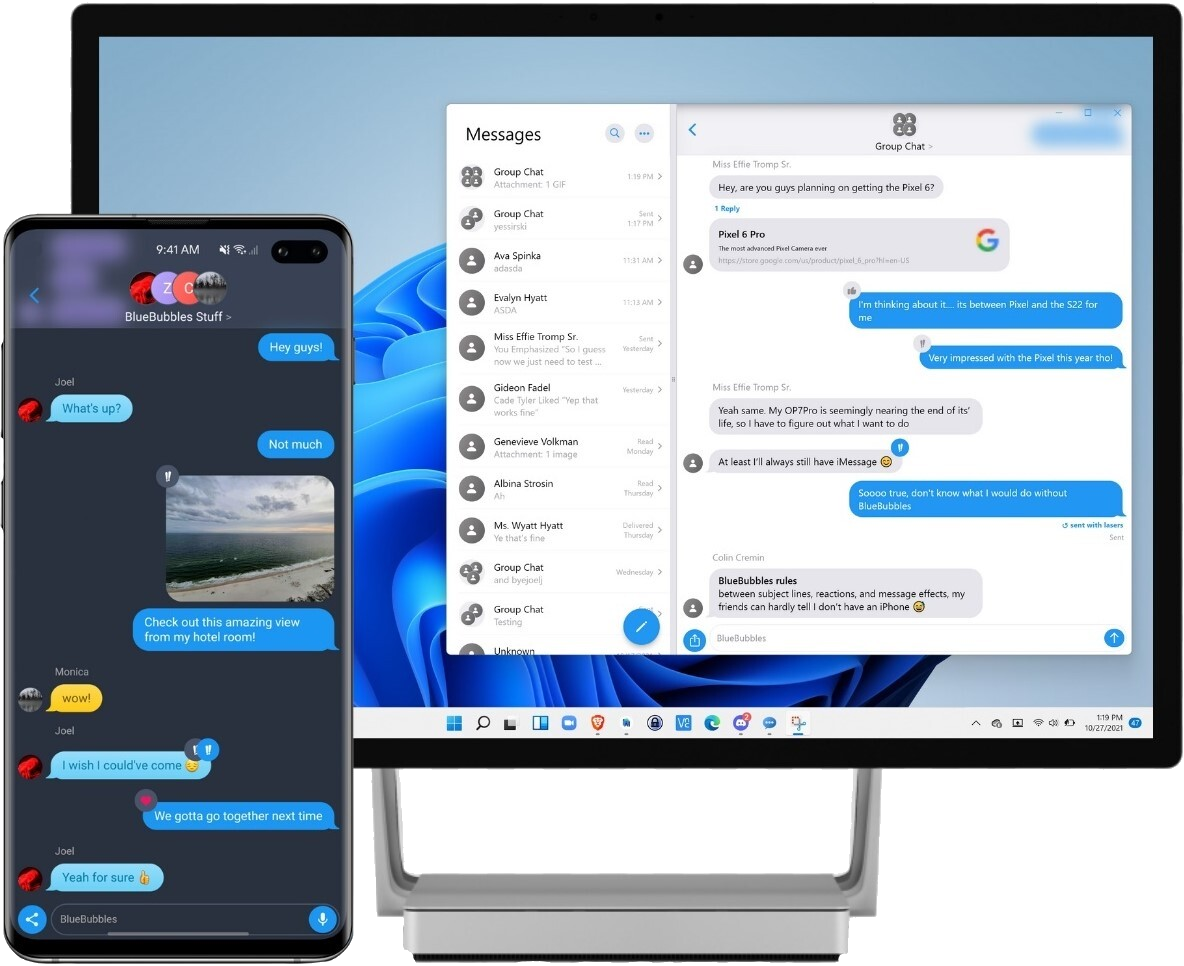 9:41 AM
Z
C
BlueBubbles Stuff >
Hey guys!
Joel
What's up?
Not much
!!
Check out this amazing view
from my hotel room!
Monica
wow!
Joel
!!
I wish I could've come 😔
We gotta go together next time
Joel
Yeah for sure 👍
BlueBubbles
Messages
Group Chat
Attachment: 1 GIF
1:19 PM
Group Chat
yessirski
Sent
1:17 PM
Ava Spinka
adasda
11:31 AM
Evalyn Hyatt
ASDA
11:13 AM
Miss Effie Tromp Sr.
You Emphasized "So I guess
now we just need to test ...
Sent
Yesterday
Gideon Fadel
Cade Tyler Liked "Yep that
works fine"
Yesterday
Genevieve Volkman
Attachment: 1 image
Read
Monday
Albina Strosin
Ah
Read
Thursday
Ms. Wyatt Hyatt
Ye that's fine
Delivered
Thursday
Group Chat
and byejoelj
Wednesday
Group Chat
Testing
Unknown
Group Chat >
Miss Effie Tromp Sr.
Hey, are you guys planning on getting the Pixel 6?
1 Reply
Pixel 6 Pro
The most advanced Pixel Camera ever
https://store.google.com/us/product/pixel_6_pro?hl=en-US
G
I'm thinking about it... its between Pixel and the S22 for
me
!!
Very impressed with the Pixel this year tho!
Miss Effie Tromp Sr.
Yeah same. My OP7Pro is seemingly nearing the end of its'
life, so I have to figure out what I want to do
!!
At least I'll always still have iMessage 😊
Soooo true, don't know what I would do without
BlueBubbles
↺ sent with lasers
Sent
Colin Cremin
BlueBubbles rules
between subject lines, reactions, and message effects, my
friends can hardly tell I don't have an iPhone 😅
BlueBubbles
2
1:19 PM
10/27/2021
47